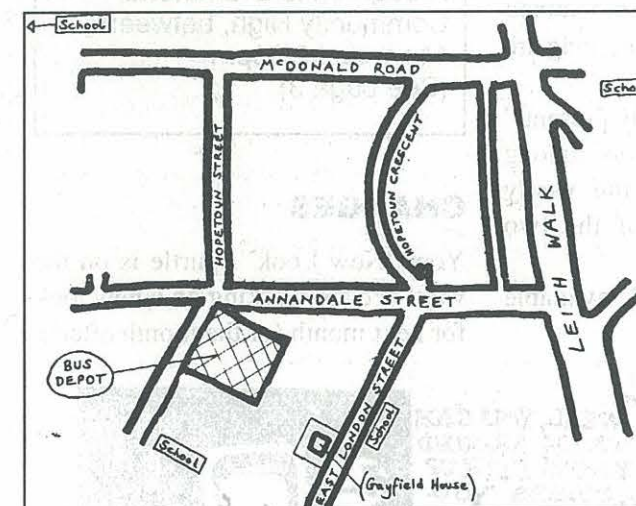 School
McDONALD ROAD
School
HOPETOUN STREET
HOPETOUN CRESCENT
LEITH WALK
ANNANDALE STREET
BUS
DEPOT
EAST LONDON STREET
School
School
(Gayfield House)